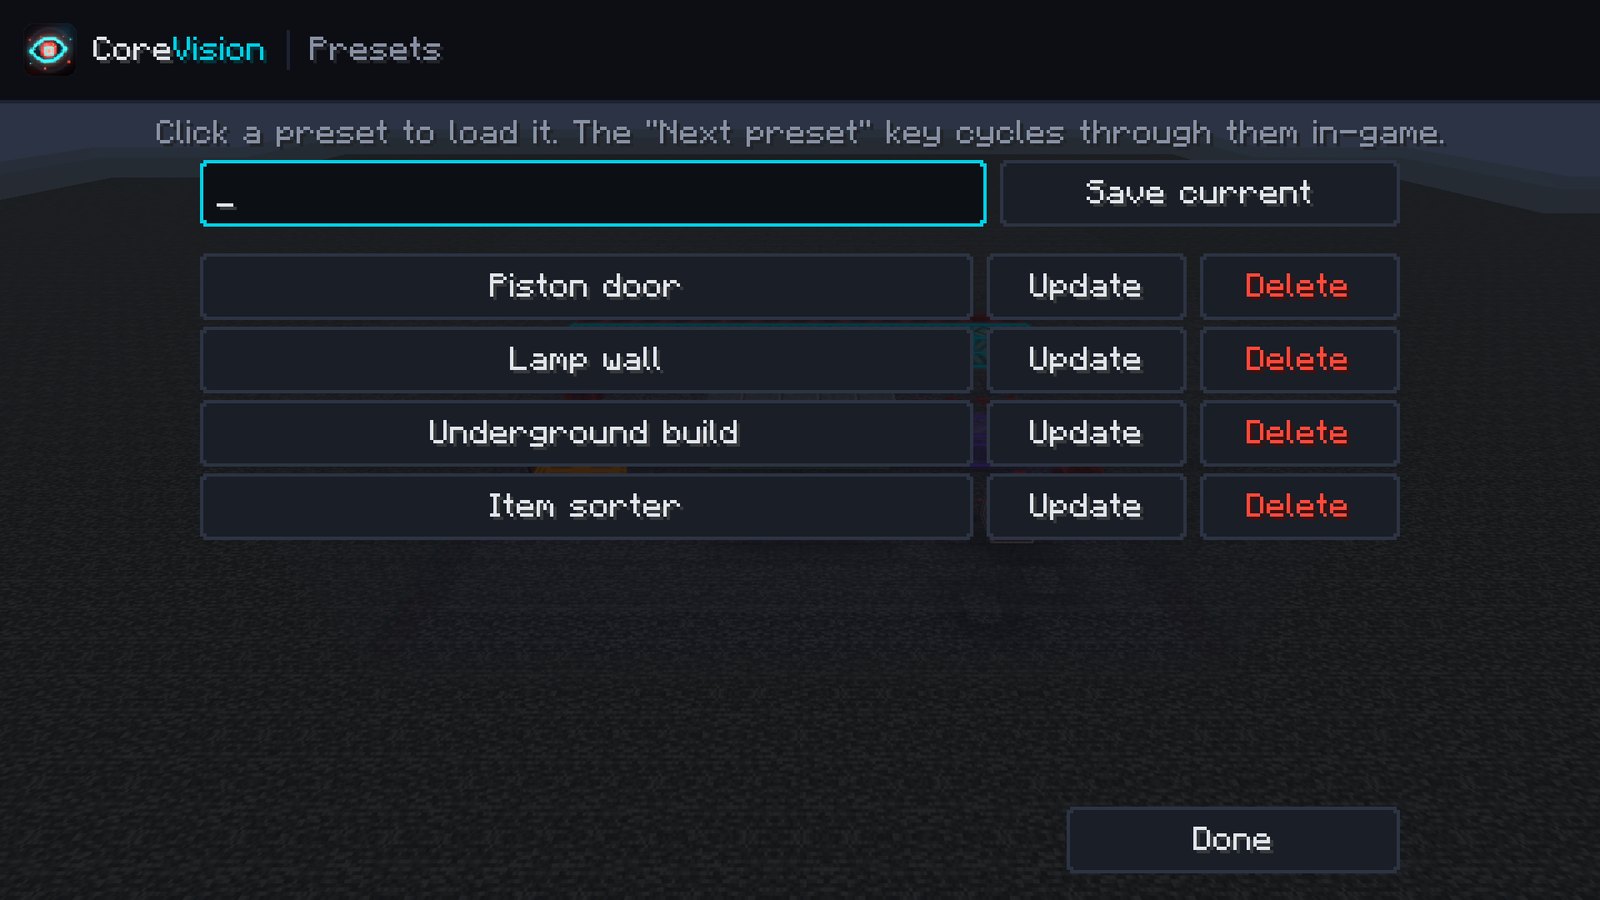 CoreVision | Presets
Click a preset to load it. The "Next preset" key cycles through them in-game.
_ Save current
Piston door Update Delete
Lamp wall Update Delete
Underground build Update Delete
Item sorter Update Delete
Done